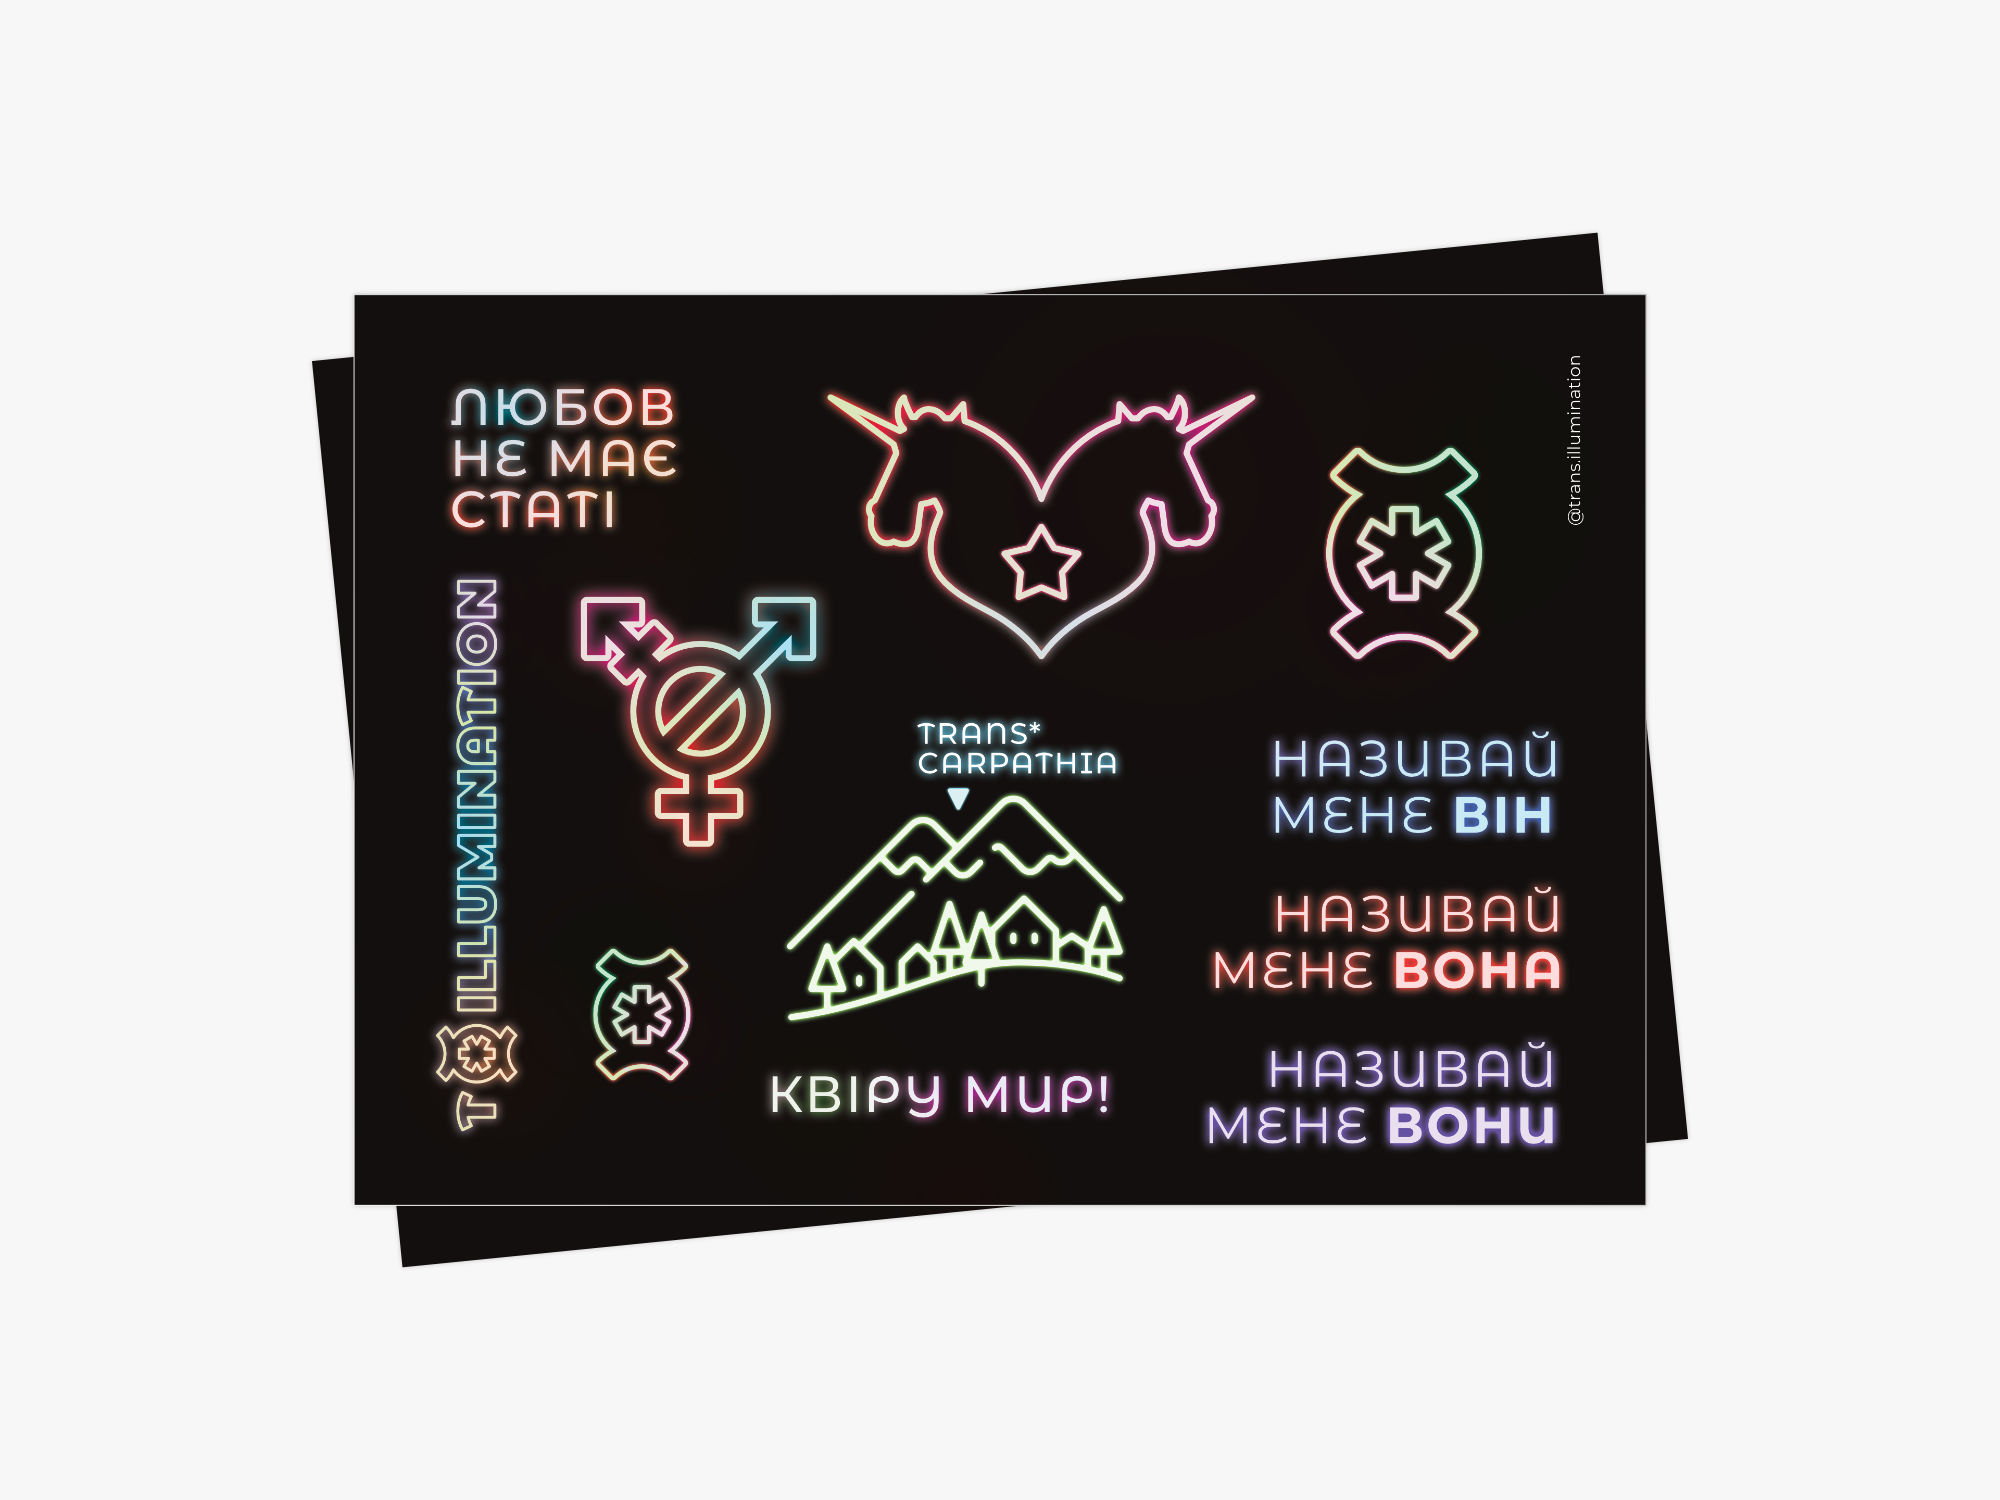 ЛЮБОВ
НЕ МАЄ
СТАТІ
@trans.illumination
T ILLUMINATION
TRANS*
CARPATHIA
КВІРУ МИР!
НАЗИВАЙ
МЕНЕ ВІН
НАЗИВАЙ
МЕНЕ ВОНА
НАЗИВАЙ
МЕНЕ ВОНИ